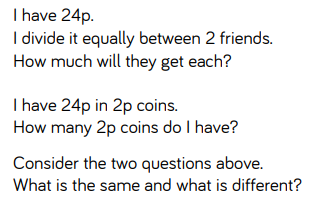 I have 24p.
I divide it equally between 2 friends.
How much will they get each?
I have 24p in 2p coins.
How many 2p coins do I have?
Consider the two questions above.
What is the same and what is different?